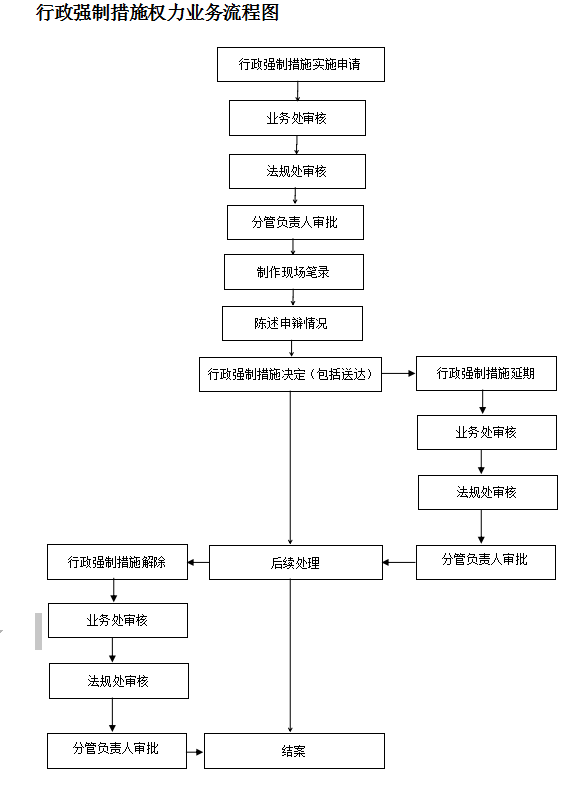 行政强制措施权力业务流程图
行政强制措施实施申请
业务处审核
法规处审核
分管负责人审批
制作现场笔录
陈述申辩情况
行政强制措施决定（包括送达）
行政强制措施延期
业务处审核
法规处审核
分管负责人审批
后续处理
行政强制措施解除
业务处审核
法规处审核
分管负责人审批
结案